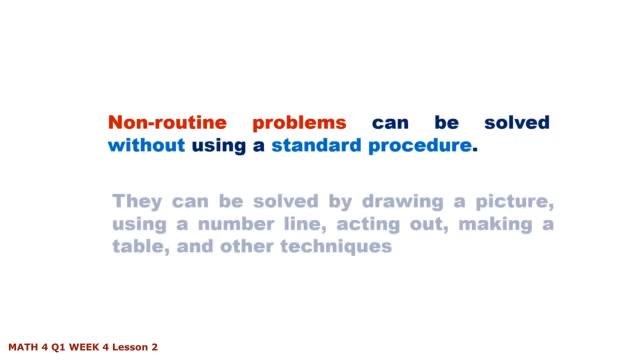 Non-routine problems can be solved
without using a standard procedure.
They can be solved by drawing a picture,
using a number line, acting out, making a
table, and other techniques
MATH 4 Q1 WEEK 4 Lesson 2